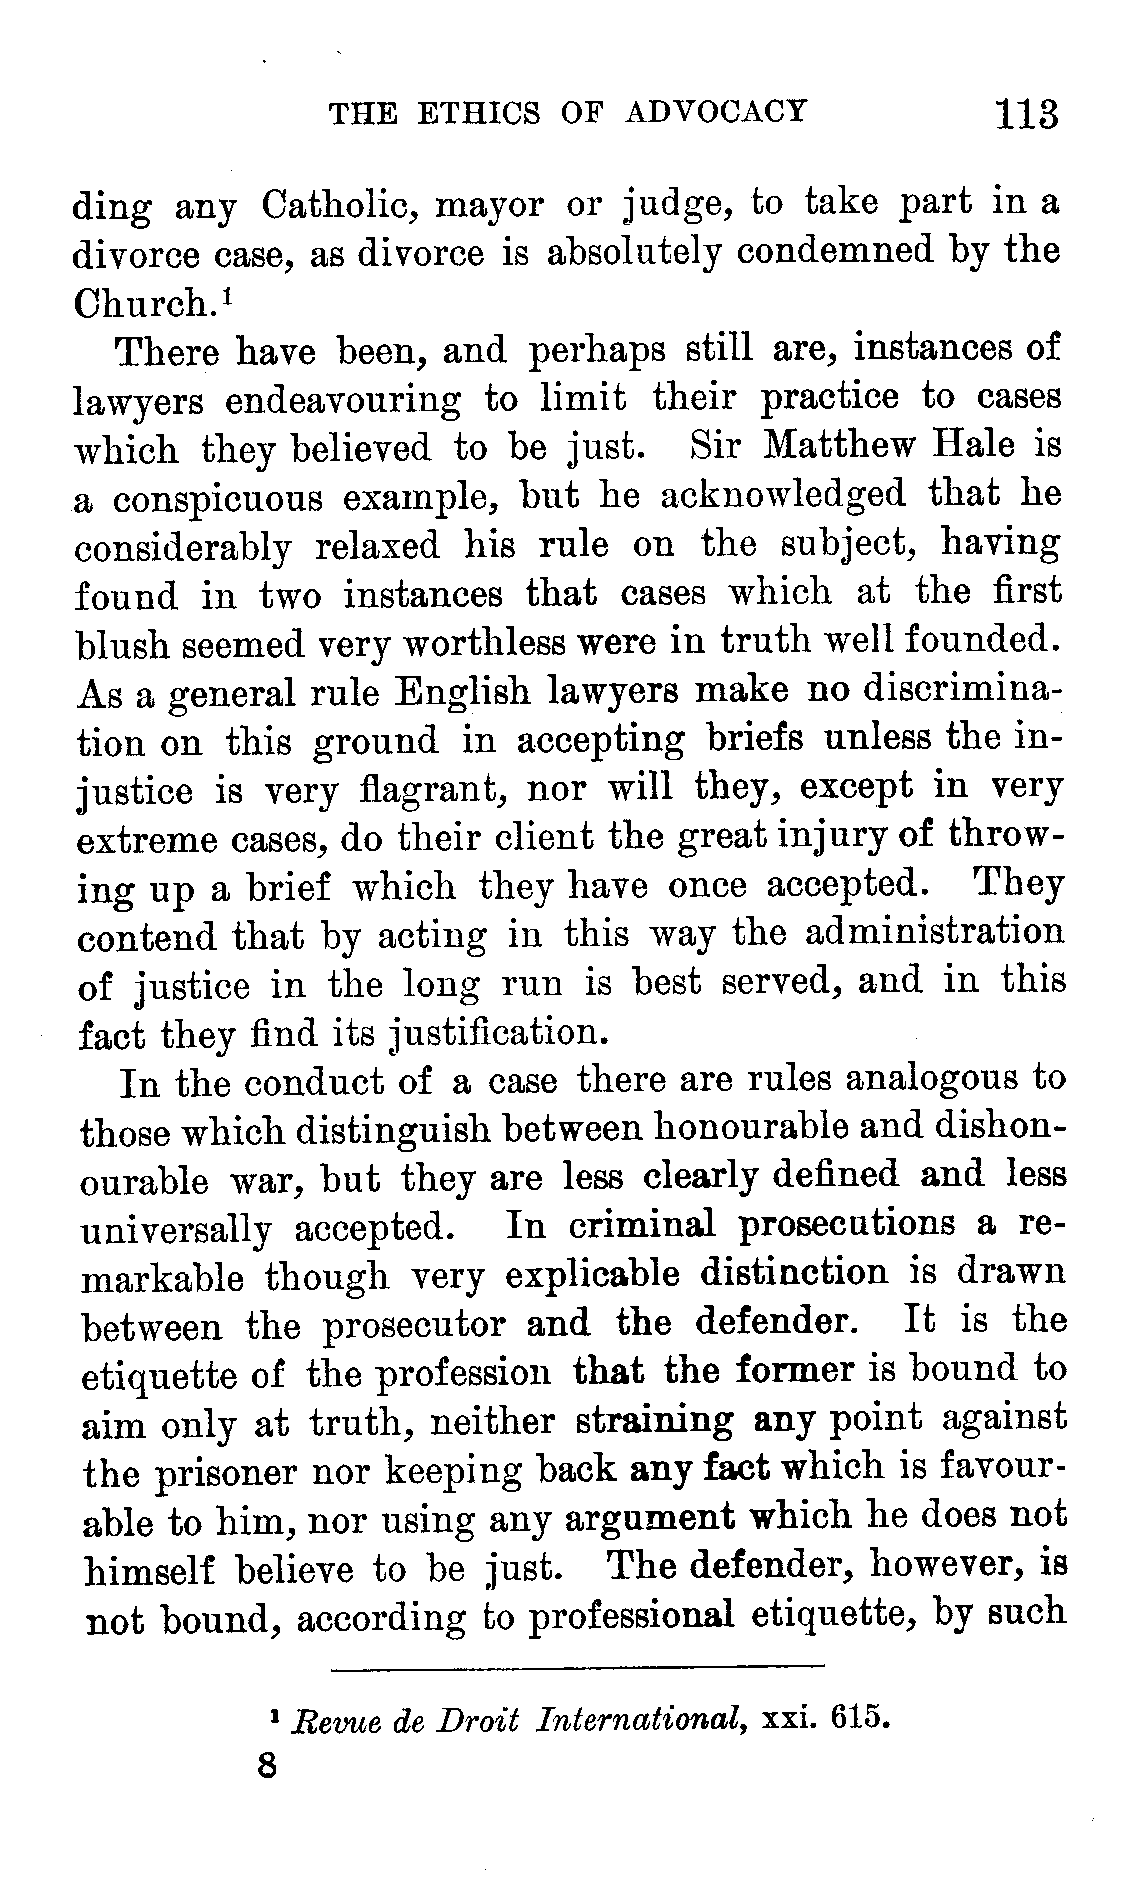 THE ETHICS OF ADVOCACY 113
ding any Catholic, mayor or judge, to take part in a
divorce case, as divorce is absolutely condemned by the
Church.¹
There have been, and perhaps still are, instances of
lawyers endeavouring to limit their practice to cases
which they believed to be just. Sir Matthew Hale is
a conspicuous example, but he acknowledged that he
considerably relaxed his rule on the subject, having
found in two instances that cases which at the first
blush seemed very worthless were in truth well founded.
As a general rule English lawyers make no discrimina-
tion on this ground in accepting briefs unless the in-
justice is very flagrant, nor will they, except in very
extreme cases, do their client the great injury of throw-
ing up a brief which they have once accepted. They
contend that by acting in this way the administration
of justice in the long run is best served, and in this
fact they find its justification.
In the conduct of a case there are rules analogous to
those which distinguish between honourable and dishon-
ourable war, but they are less clearly defined and less
universally accepted. In criminal prosecutions a re-
markable though very explicable distinction is drawn
between the prosecutor and the defender. It is the
etiquette of the profession that the former is bound to
aim only at truth, neither straining any point against
the prisoner nor keeping back any fact which is favour-
able to him, nor using any argument which he does not
himself believe to be just. The defender, however, is
not bound, according to professional etiquette, by such
¹ Revue de Droit International, xxi. 615.
8